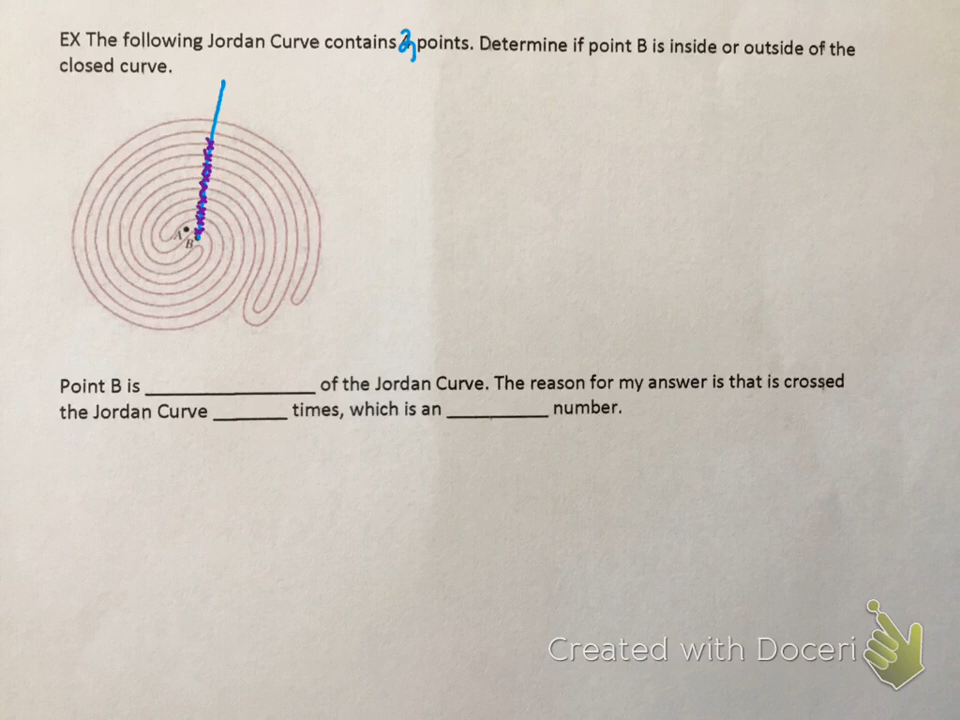 EX The following Jordan Curve contains 2 points. Determine if point B is inside or outside of the
closed curve.
A
B
Point B is ________________ of the Jordan Curve. The reason for my answer is that is crossed
the Jordan Curve _______ times, which is an __________ number.
Created with Doceri